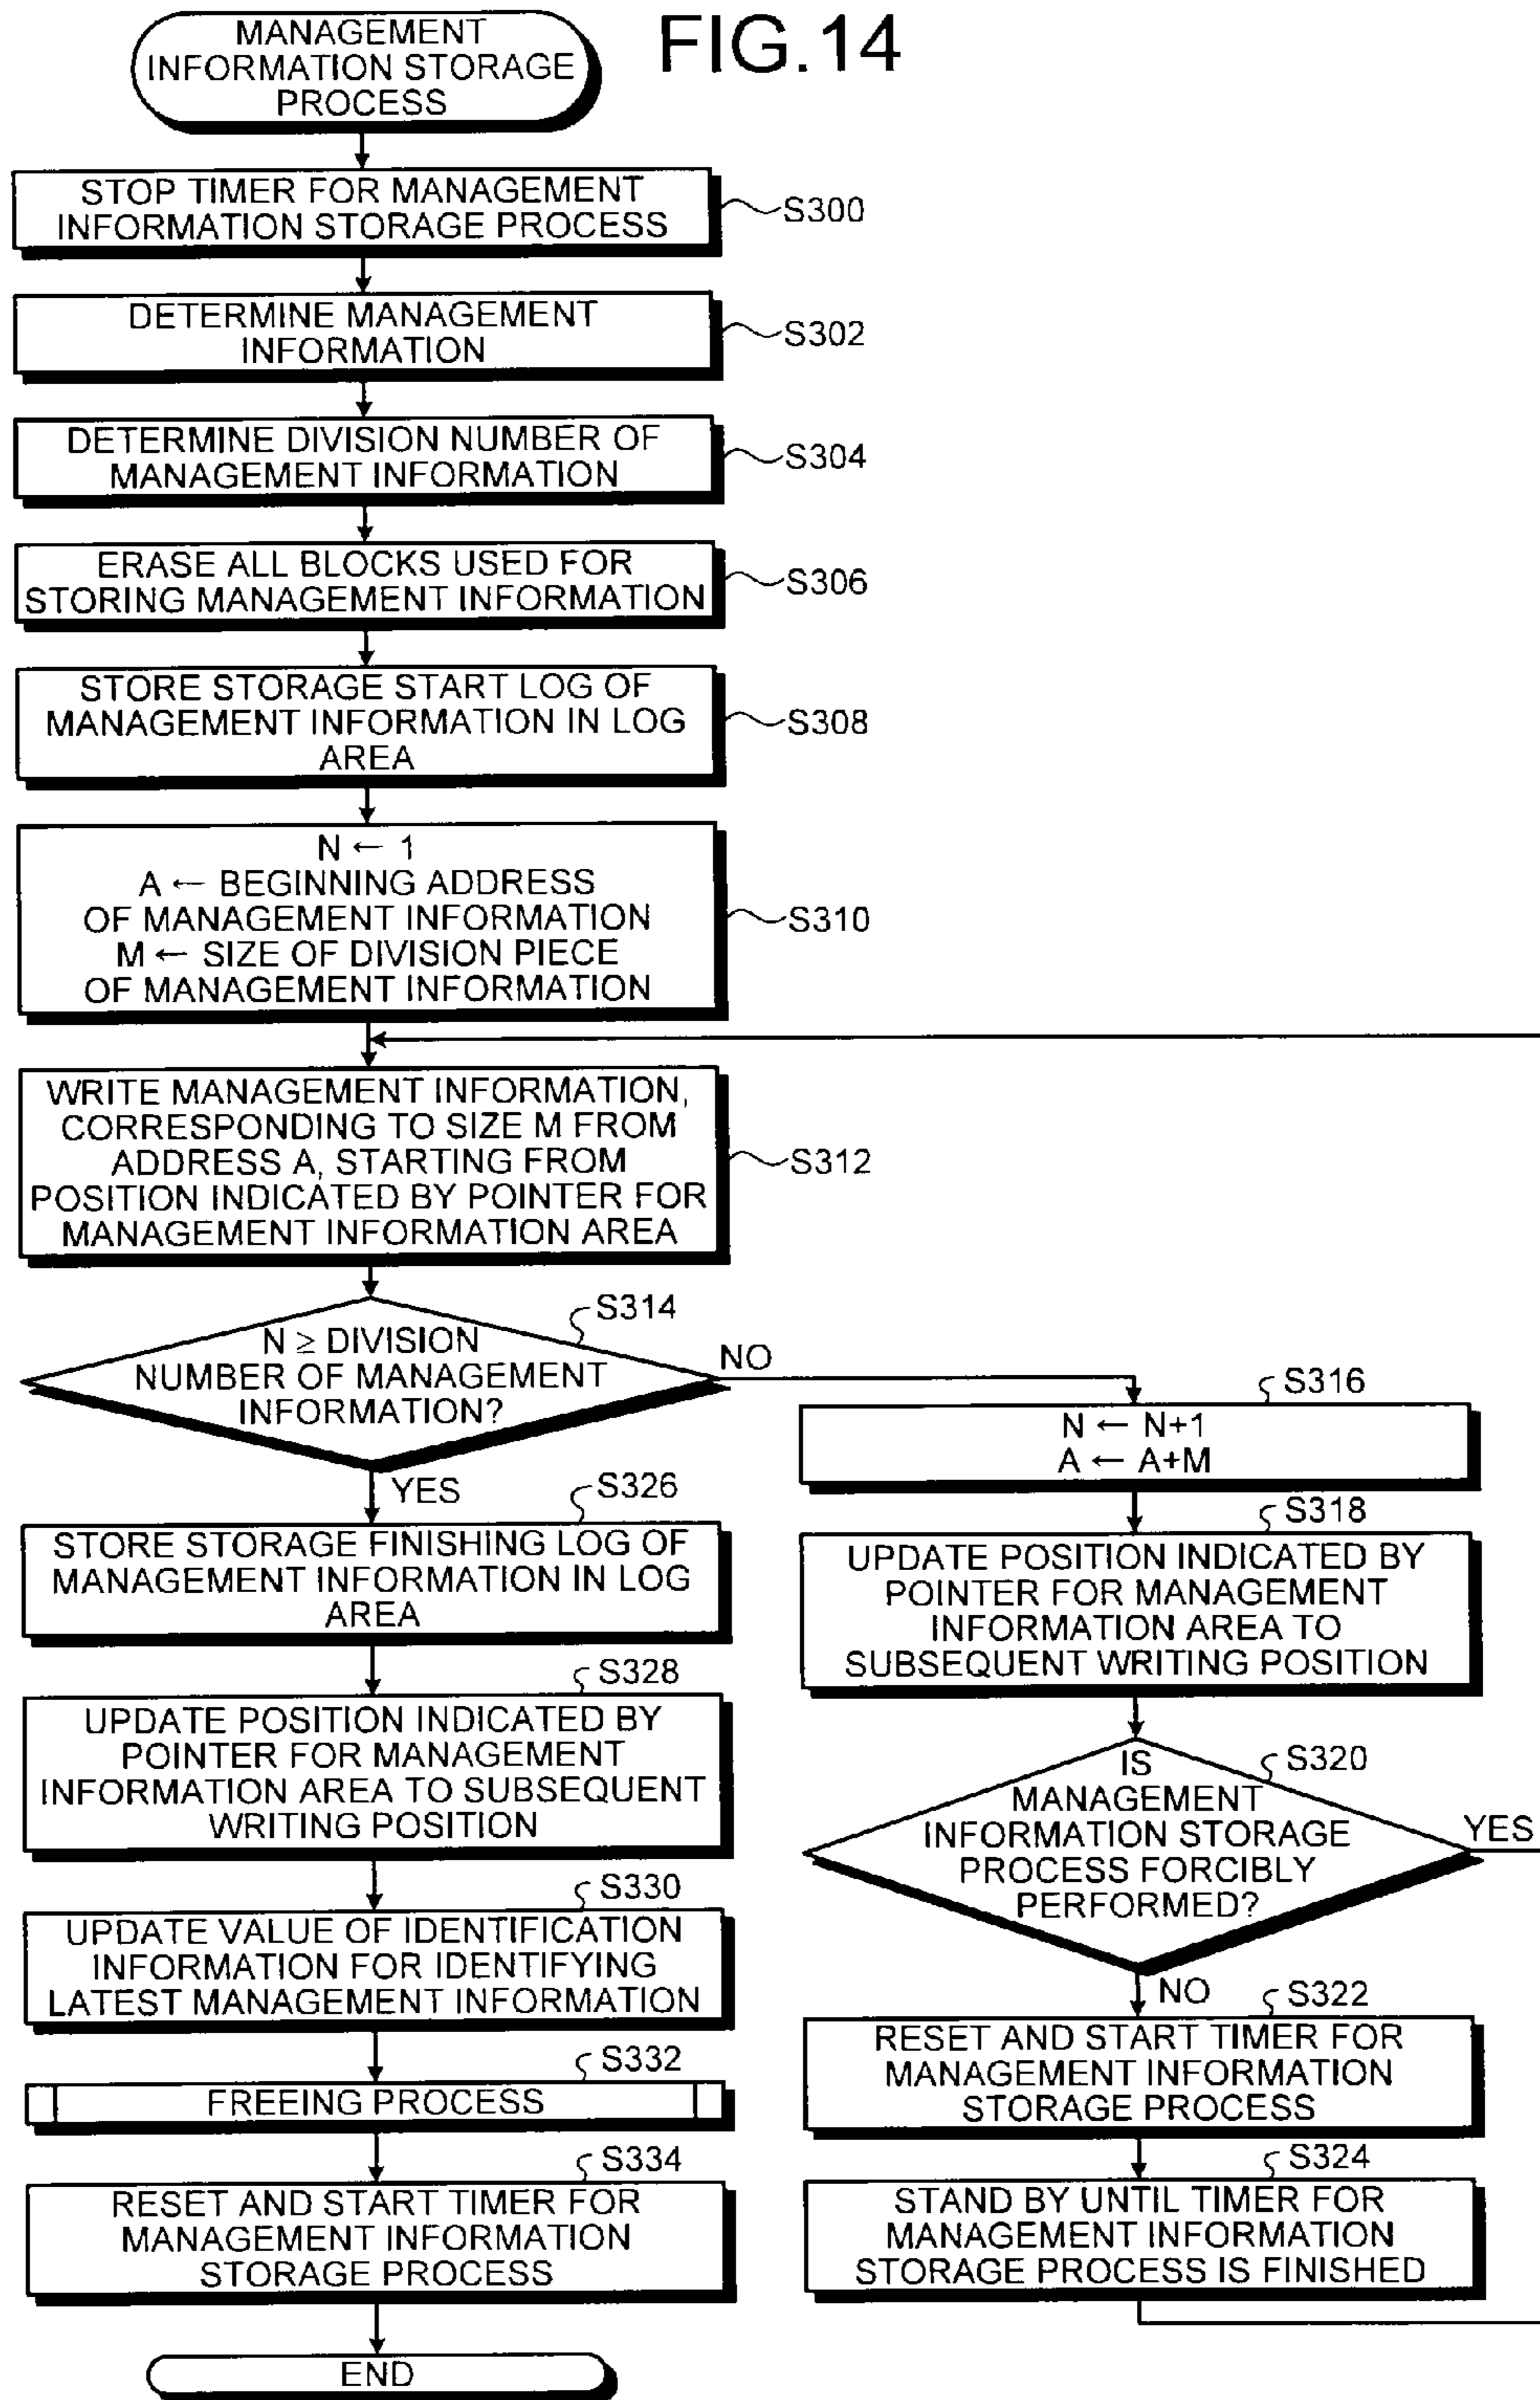 FIG.14
MANAGEMENT
INFORMATION STORAGE
PROCESS
STOP TIMER FOR MANAGEMENT
INFORMATION STORAGE PROCESS
S300
DETERMINE MANAGEMENT
INFORMATION
S302
DETERMINE DIVISION NUMBER OF
MANAGEMENT INFORMATION
S304
ERASE ALL BLOCKS USED FOR
STORING MANAGEMENT INFORMATION
S306
STORE STORAGE START LOG OF
MANAGEMENT INFORMATION IN LOG
AREA
S308
N ← 1
A ← BEGINNING ADDRESS
OF MANAGEMENT INFORMATION
M ← SIZE OF DIVISION PIECE
OF MANAGEMENT INFORMATION
S310
WRITE MANAGEMENT INFORMATION,
CORRESPONDING TO SIZE M FROM
ADDRESS A, STARTING FROM
POSITION INDICATED BY POINTER FOR
MANAGEMENT INFORMATION AREA
S312
S314
N ≥ DIVISION
NUMBER OF MANAGEMENT
INFORMATION?
NO
YES
S316
N ← N+1
A ← A+M
S318
UPDATE POSITION INDICATED BY
POINTER FOR MANAGEMENT
INFORMATION AREA TO
SUBSEQUENT WRITING POSITION
S320
IS
MANAGEMENT
INFORMATION STORAGE
PROCESS FORCIBLY
PERFORMED?
YES
NO
S322
RESET AND START TIMER FOR
MANAGEMENT INFORMATION
STORAGE PROCESS
S324
STAND BY UNTIL TIMER FOR
MANAGEMENT INFORMATION
STORAGE PROCESS IS FINISHED
S326
STORE STORAGE FINISHING LOG OF
MANAGEMENT INFORMATION IN LOG
AREA
S328
UPDATE POSITION INDICATED BY
POINTER FOR MANAGEMENT
INFORMATION AREA TO SUBSEQUENT
WRITING POSITION
S330
UPDATE VALUE OF IDENTIFICATION
INFORMATION FOR IDENTIFYING
LATEST MANAGEMENT INFORMATION
S332
FREEING PROCESS
S334
RESET AND START TIMER FOR
MANAGEMENT INFORMATION
STORAGE PROCESS
END